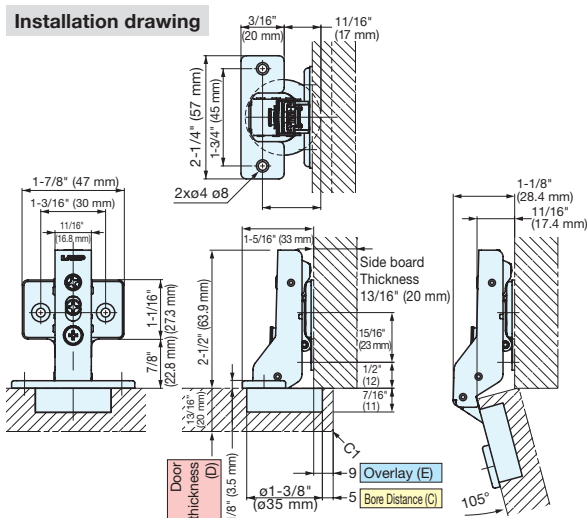 Installation drawing
3/16"
(20 mm)
11/16"
(17 mm)
2-1/4" (57 mm)
1-3/4" (45 mm)
2xø4 ø8
1-7/8" (47 mm)
1-3/16" (30 mm)
11/16"
(16.8 mm)
LAMP
1-1/16"
(27.3 mm)
7/8"
(22.8 mm)
1-5/16" (33 mm)
2-1/2" (63.9 mm)
Side board
Thickness
13/16" (20 mm)
15/16"
(23 mm)
1/2"
(12)
7/16"
(11)
13/16"
(20 mm)
Door
thickness
(D)
1/8" (3.5 mm)
C1
9 Overlay (E)
5 Bore Distance (C)
ø1-3/8"
(ø35 mm)
1-1/8"
(28.4 mm)
11/16"
(17.4 mm)
105°